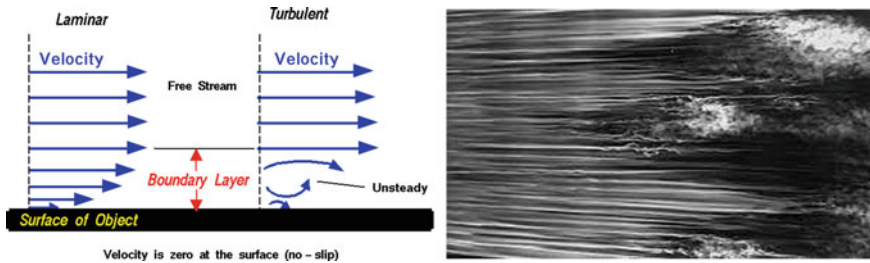 Laminar
Turbulent
Velocity
Velocity
Free Stream
Boundary Layer
Unsteady
Surface of Object
Velocity is zero at the surface (no - slip)